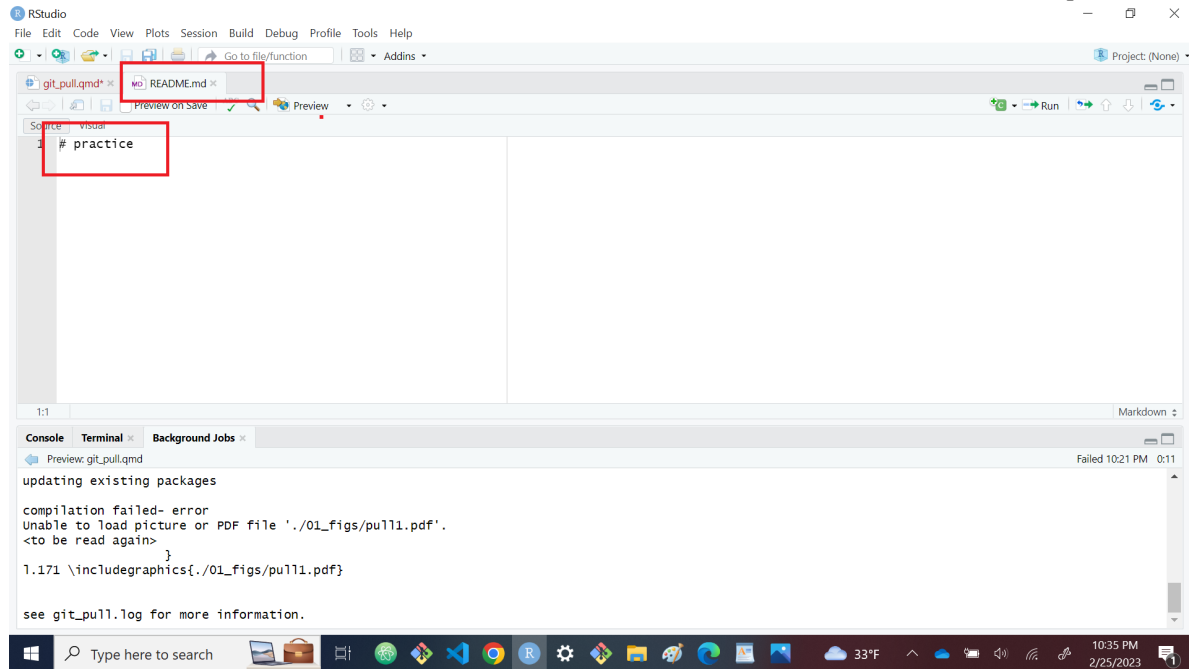 RStudio
File Edit Code View Plots Session Build Debug Profile Tools Help
Go to file/function Addins Project: (None)
git_pull.qmd* README.md
Preview on Save Preview Run
Source Visual
1 # practice
1:1 Markdown
Console Terminal Background Jobs
Preview: git_pull.qmd Failed 10:21 PM 0:11
updating existing packages
compilation failed- error
Unable to load picture or PDF file './01_figs/pull1.pdf'.
<to be read again>
}
l.171 \includegraphics{./01_figs/pull1.pdf}
see git_pull.log for more information.
Type here to search 33°F 10:35 PM
2/25/2023 1